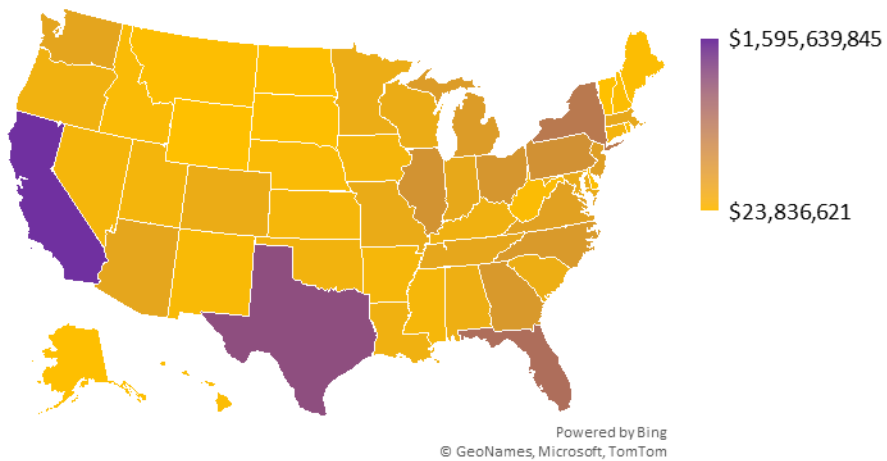 $1,595,639,845
$23,836,621
Powered by Bing
© GeoNames, Microsoft, TomTom